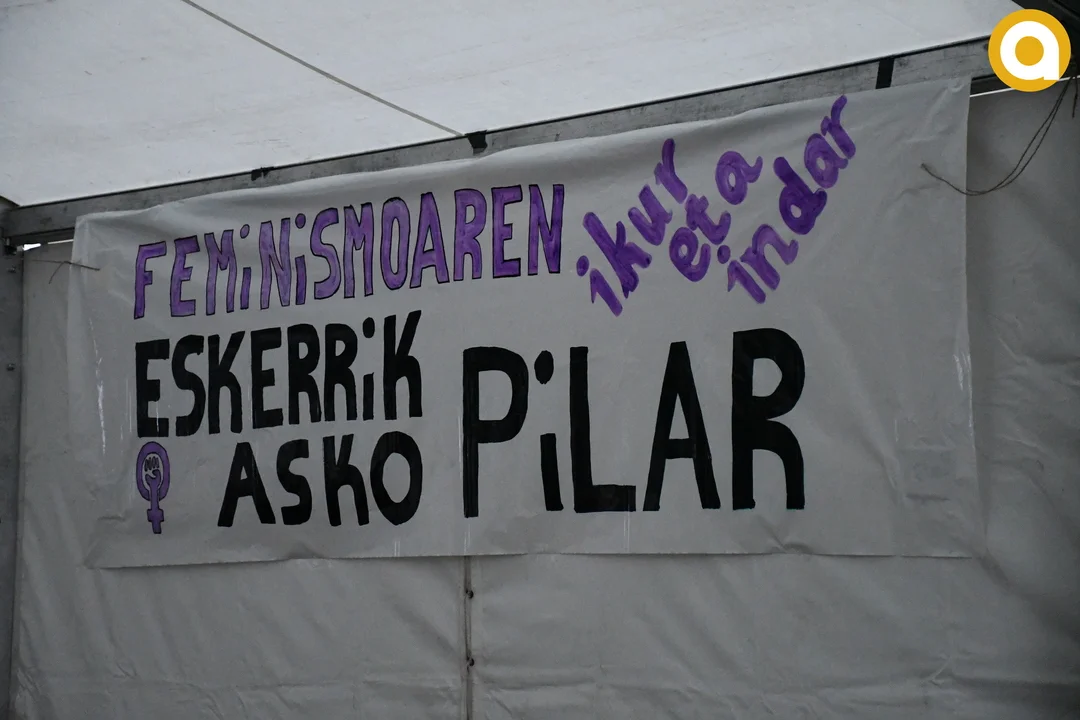 FEMiNiSMOAREN
ikur
eta
indar
ESKERRiK
ASKO
PiLAR
a